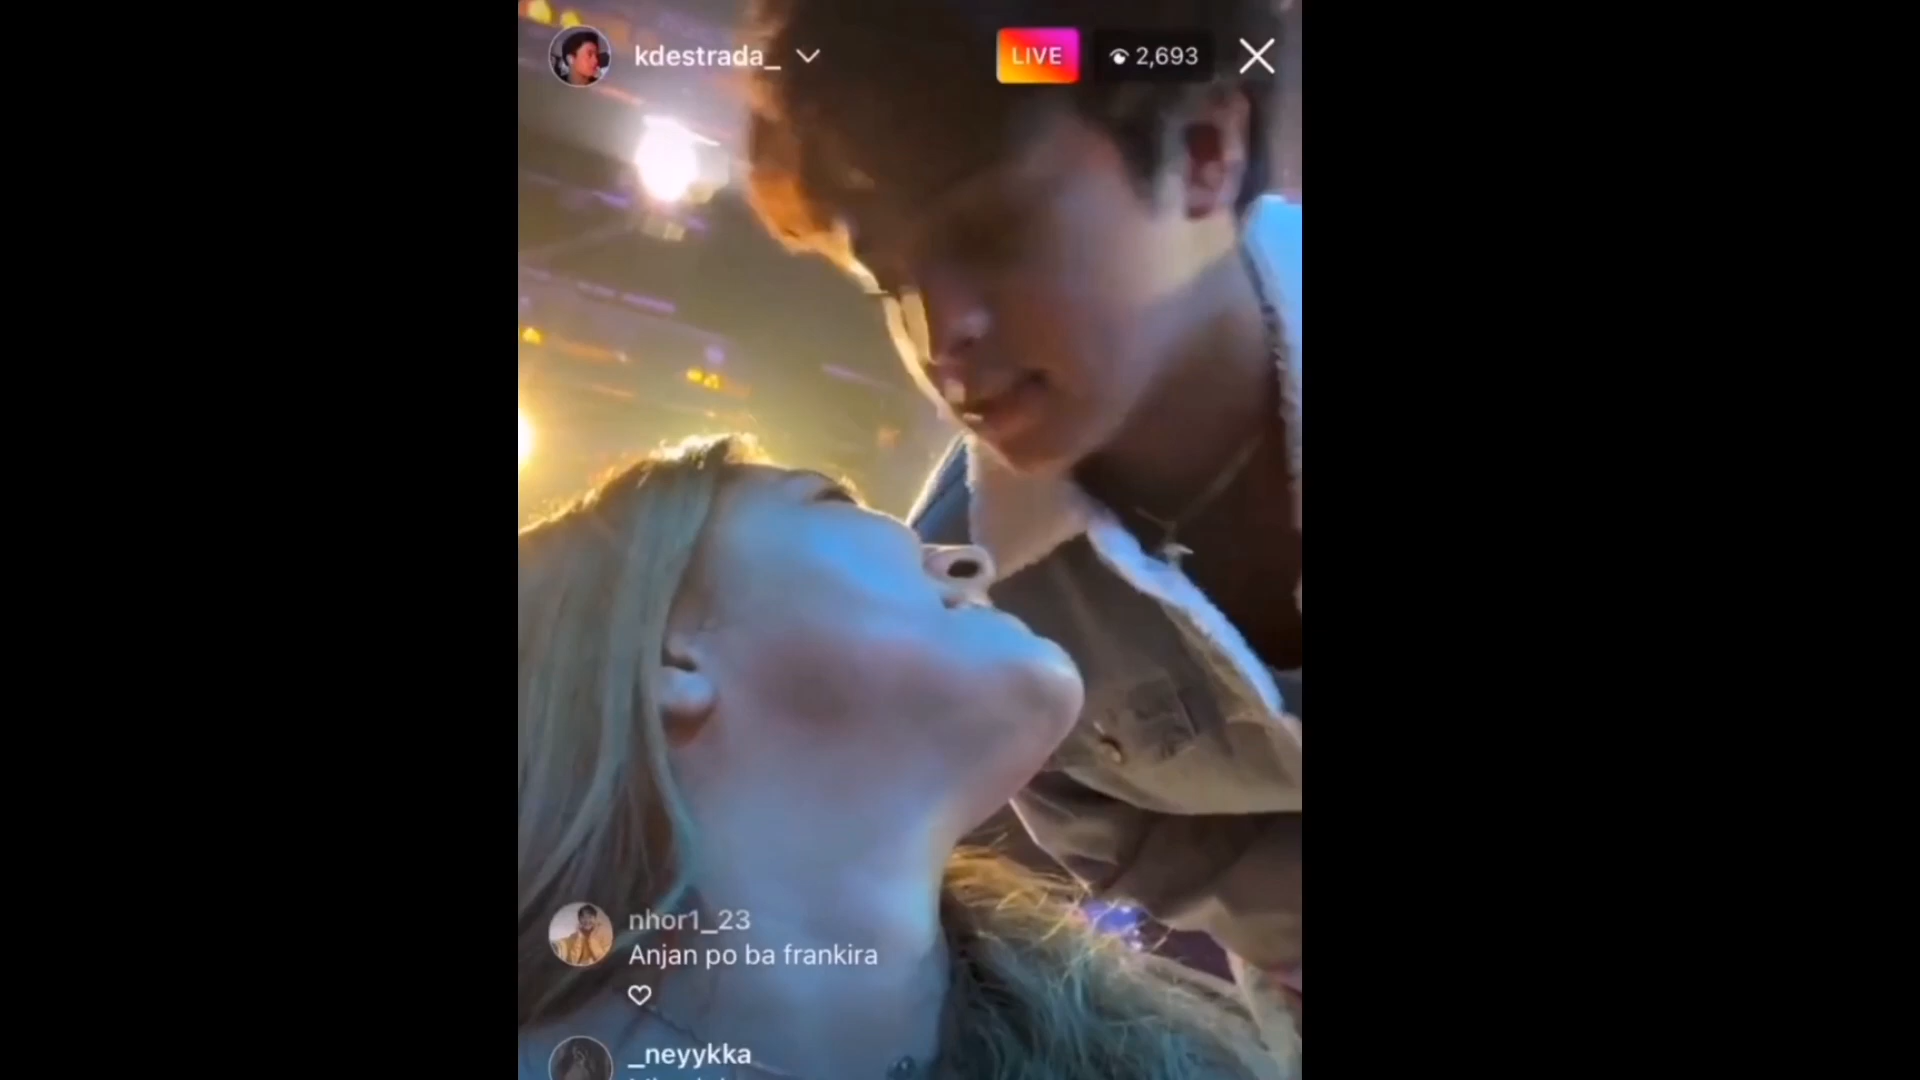 kdestrada_
LIVE
2,693
nhor1_23
Anjan po ba frankira
_neyykka